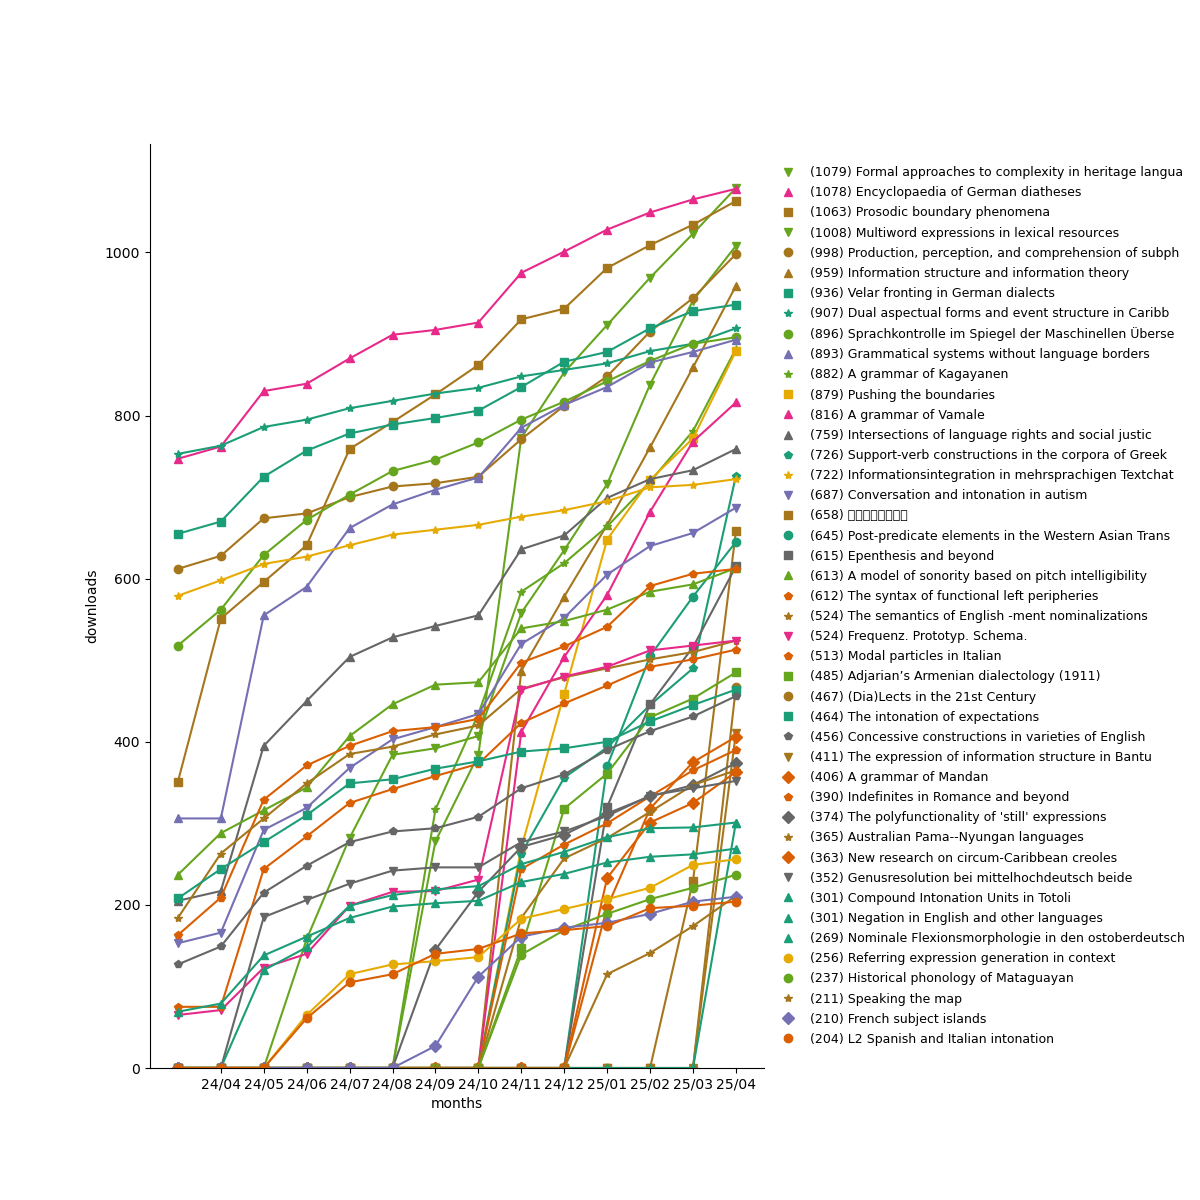 1000
800
600
400
200
0
downloads
24/04 24/05 24/06 24/07 24/08 24/09 24/10 24/11 24/12 25/01 25/02 25/03 25/04
months
(1079) Formal approaches to complexity in heritage langua
(1078) Encyclopaedia of German diatheses
(1063) Prosodic boundary phenomena
(1008) Multiword expressions in lexical resources
(998) Production, perception, and comprehension of subph
(959) Information structure and information theory
(936) Velar fronting in German dialects
(907) Dual aspectual forms and event structure in Caribb
(896) Sprachkontrolle im Spiegel der Maschinellen Überse
(893) Grammatical systems without language borders
(882) A grammar of Kagayanen
(879) Pushing the boundaries
(816) A grammar of Vamale
(759) Intersections of language rights and social justic
(726) Support-verb constructions in the corpora of Greek
(722) Informationsintegration in mehrsprachigen Textchat
(687) Conversation and intonation in autism
(658)
(645) Post-predicate elements in the Western Asian Trans
(615) Epenthesis and beyond
(613) A model of sonority based on pitch intelligibility
(612) The syntax of functional left peripheries
(524) The semantics of English -ment nominalizations
(524) Frequenz. Prototyp. Schema.
(513) Modal particles in Italian
(485) Adjarian’s Armenian dialectology (1911)
(467) (Dia)Lects in the 21st Century
(464) The intonation of expectations
(456) Concessive constructions in varieties of English
(411) The expression of information structure in Bantu
(406) A grammar of Mandan
(390) Indefinites in Romance and beyond
(374) The polyfunctionality of 'still' expressions
(365) Australian Pama--Nyungan languages
(363) New research on circum-Caribbean creoles
(352) Genusresolution bei mittelhochdeutsch beide
(301) Compound Intonation Units in Totoli
(301) Negation in English and other languages
(269) Nominale Flexionsmorphologie in den ostoberdeutsch
(256) Referring expression generation in context
(237) Historical phonology of Mataguayan
(211) Speaking the map
(210) French subject islands
(204) L2 Spanish and Italian intonation